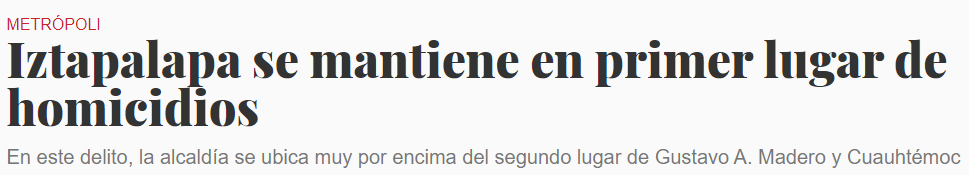 METRÓPOLI
Iztapalapa se mantiene en primer lugar de
homicidios
En este delito, la alcaldía se ubica muy por encima del segundo lugar de Gustavo A. Madero y Cuauhtémoc